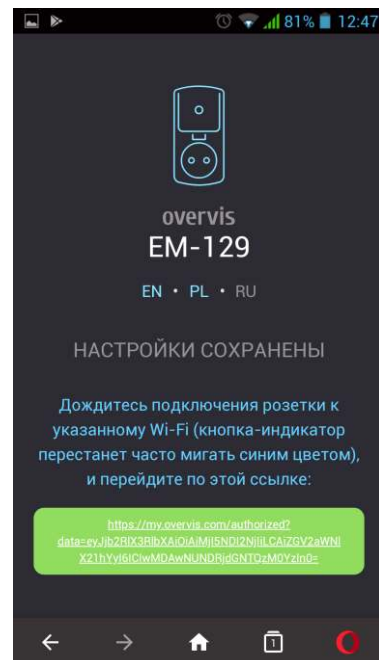 81% 12:47
overvis
EM-129
EN • PL • RU
НАСТРОЙКИ СОХРАНЕНЫ
Дождитесь подключения розетки к
указанному Wi-Fi (кнопка-индикатор
перестанет часто мигать синим цветом),
и перейдите по этой ссылке:
https://my.overvis.com/authorized?
1